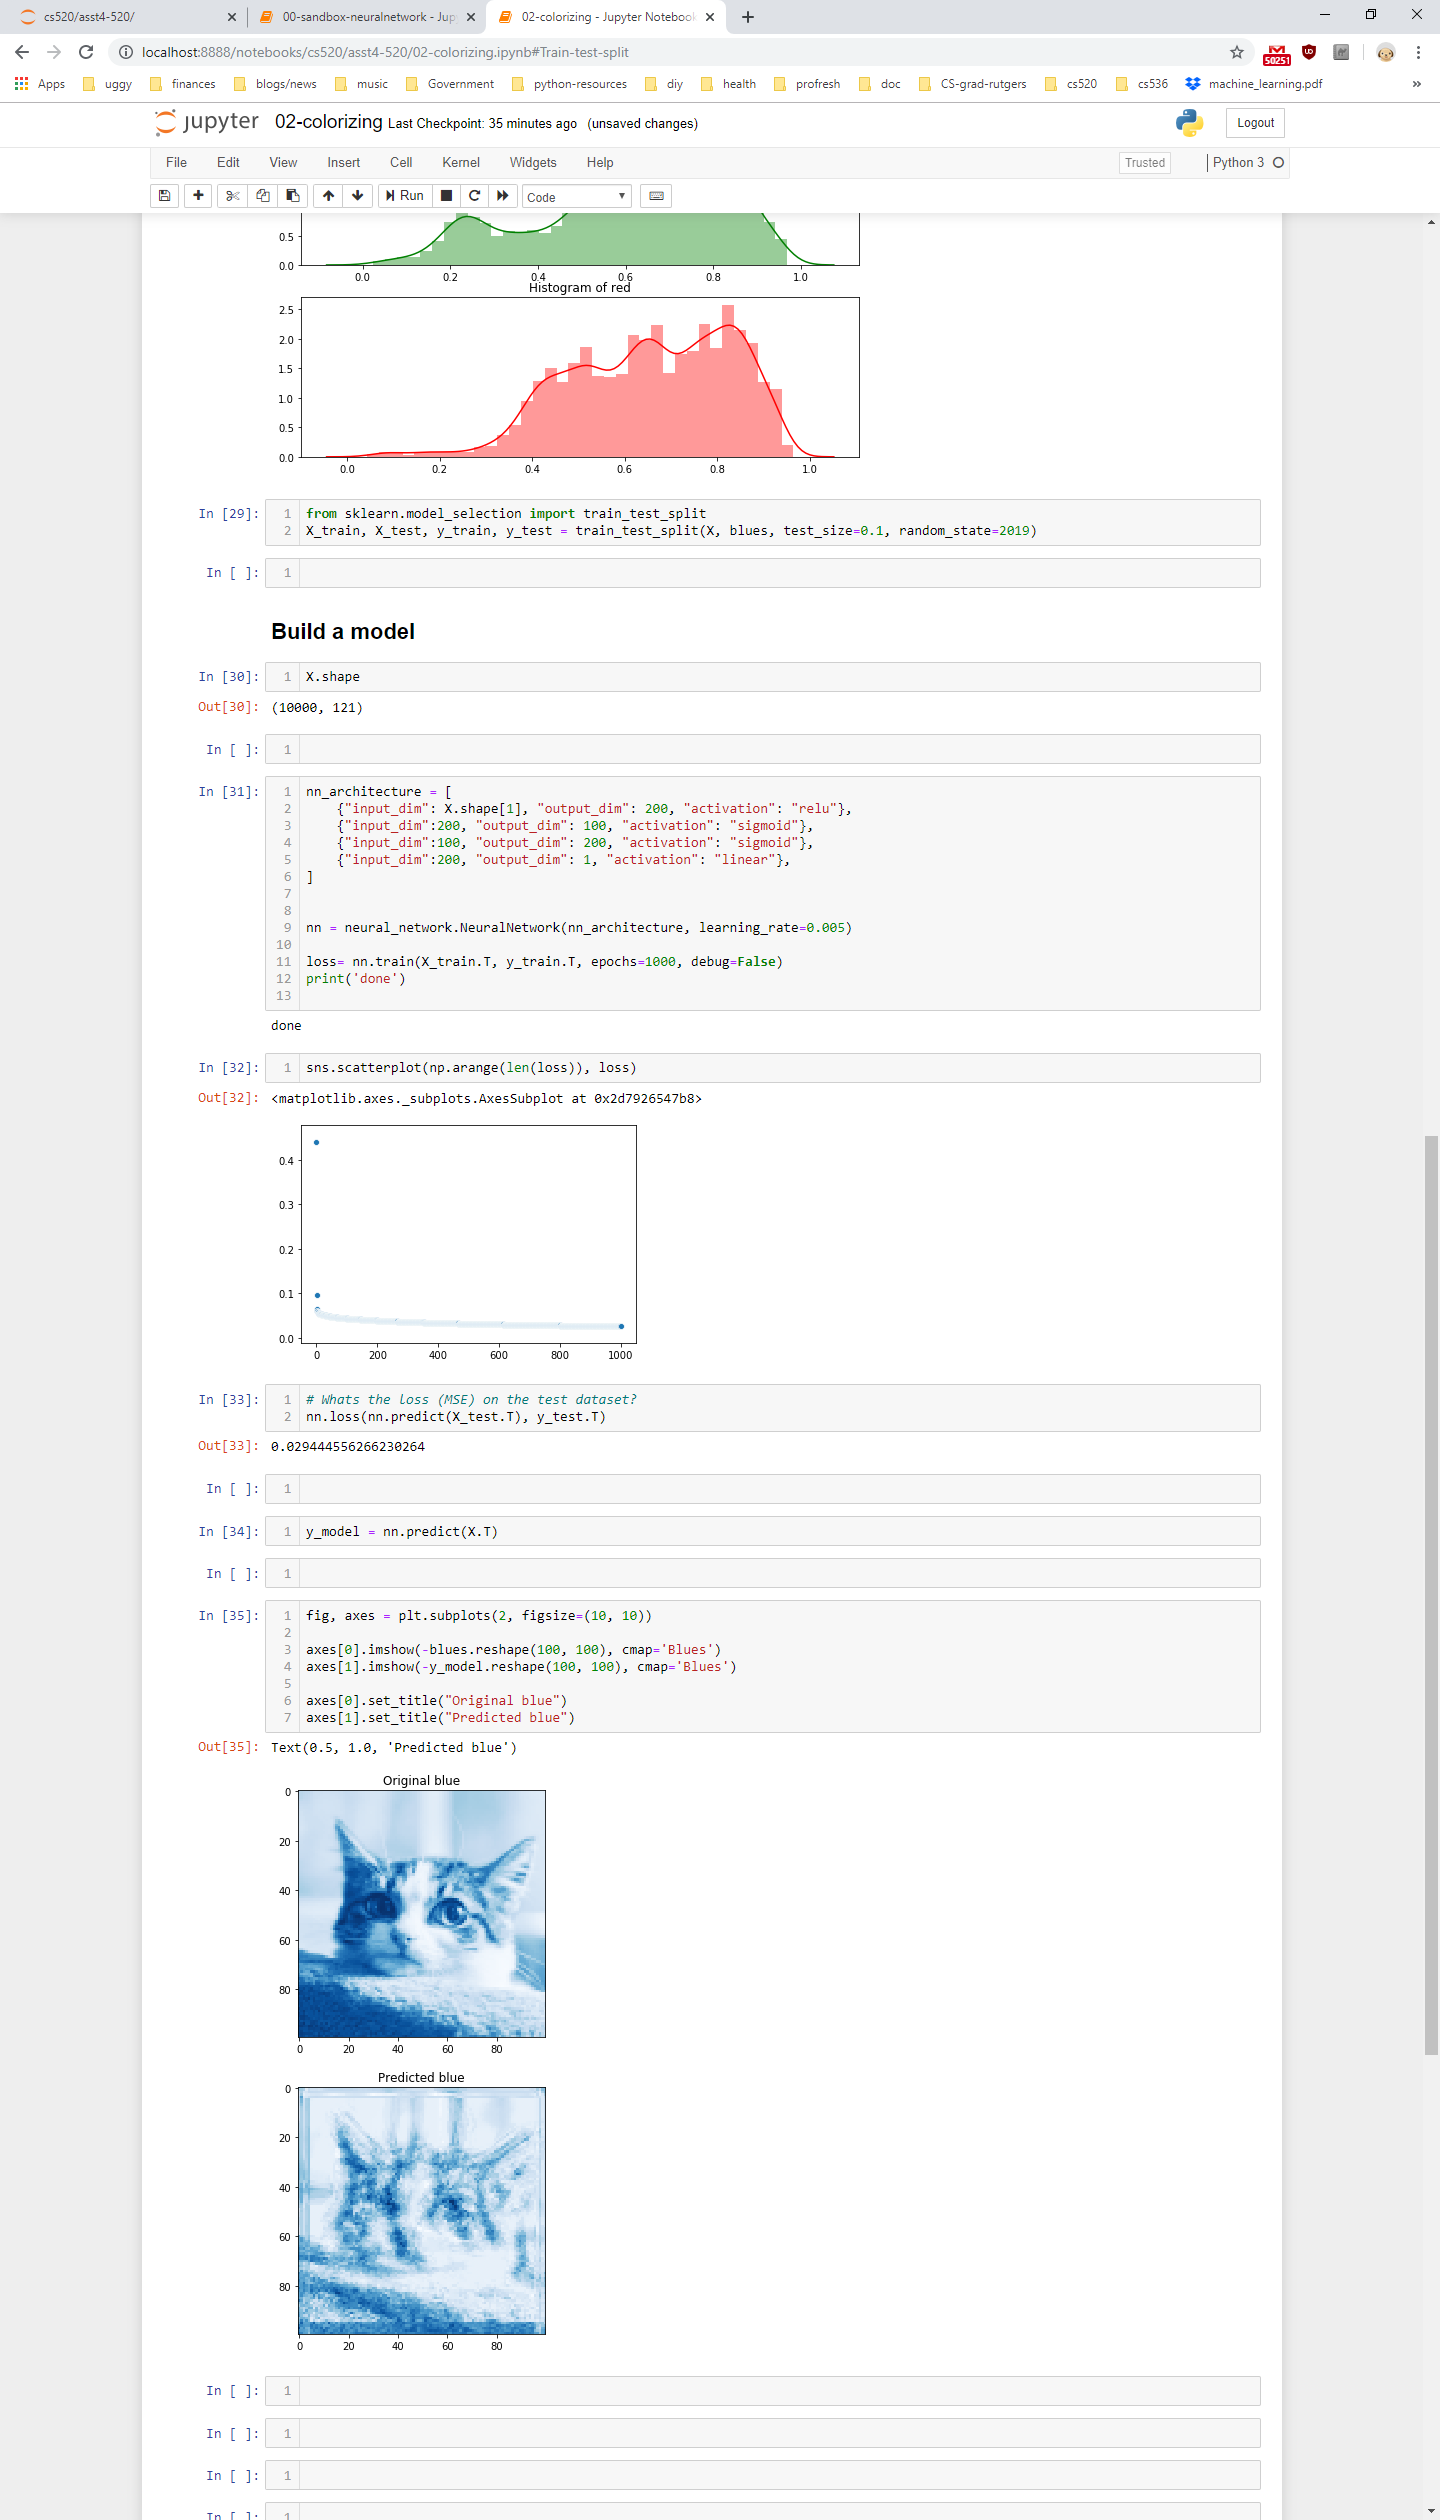 cs520/asst4-520/
00-sandbox-neuralnetwork - Jup
02-colorizing - Jupyter Notebook
localhost:8888/notebooks/cs520/asst4-520/02-colorizing.ipynb#Train-test-split
50251
Apps uggy finances blogs/news music Government python-resources diy health profresh doc CS-grad-rutgers cs520 cs536 machine_learning.pdf »
jupyter 02-colorizing Last Checkpoint: 35 minutes ago (unsaved changes)
Logout
File Edit View Insert Cell Kernel Widgets Help
Trusted Python 3
Run Code
0.5
0.0
0.0 0.2 0.4 0.6 0.8 1.0
Histogram of red
2.5
2.0
1.5
1.0
0.5
0.0
0.0 0.2 0.4 0.6 0.8 1.0
In [29]:
1 from sklearn.model_selection import train_test_split
2 X_train, X_test, y_train, y_test = train_test_split(X, blues, test_size=0.1, random_state=2019)
In [ ]: 1
Build a model
In [30]: 1 X.shape
Out[30]: (10000, 121)
In [ ]: 1
In [31]:
1 nn_architecture = [
2 {"input_dim": X.shape[1], "output_dim": 200, "activation": "relu"},
3 {"input_dim":200, "output_dim": 100, "activation": "sigmoid"},
4 {"input_dim":100, "output_dim": 200, "activation": "sigmoid"},
5 {"input_dim":200, "output_dim": 1, "activation": "linear"},
6 ]
7
8
9 nn = neural_network.NeuralNetwork(nn_architecture, learning_rate=0.005)
10
11 loss= nn.train(X_train.T, y_train.T, epochs=1000, debug=False)
12 print('done')
13
done
In [32]: 1 sns.scatterplot(np.arange(len(loss)), loss)
Out[32]: <matplotlib.axes._subplots.AxesSubplot at 0x2d7926547b8>
0.4
0.3
0.2
0.1
0.0
0 200 400 600 800 1000
In [33]:
1 # Whats the loss (MSE) on the test dataset?
2 nn.loss(nn.predict(X_test.T), y_test.T)
Out[33]: 0.029444556266230264
In [ ]: 1
In [34]: 1 y_model = nn.predict(X.T)
In [ ]: 1
In [35]:
1 fig, axes = plt.subplots(2, figsize=(10, 10))
2
3 axes[0].imshow(-blues.reshape(100, 100), cmap='Blues')
4 axes[1].imshow(-y_model.reshape(100, 100), cmap='Blues')
5
6 axes[0].set_title("Original blue")
7 axes[1].set_title("Predicted blue")
Out[35]: Text(0.5, 1.0, 'Predicted blue')
Original blue
0
20
40
60
80
0 20 40 60 80
Predicted blue
0
20
40
60
80
0 20 40 60 80
In [ ]: 1
In [ ]: 1
In [ ]: 1
In [ ]: 1